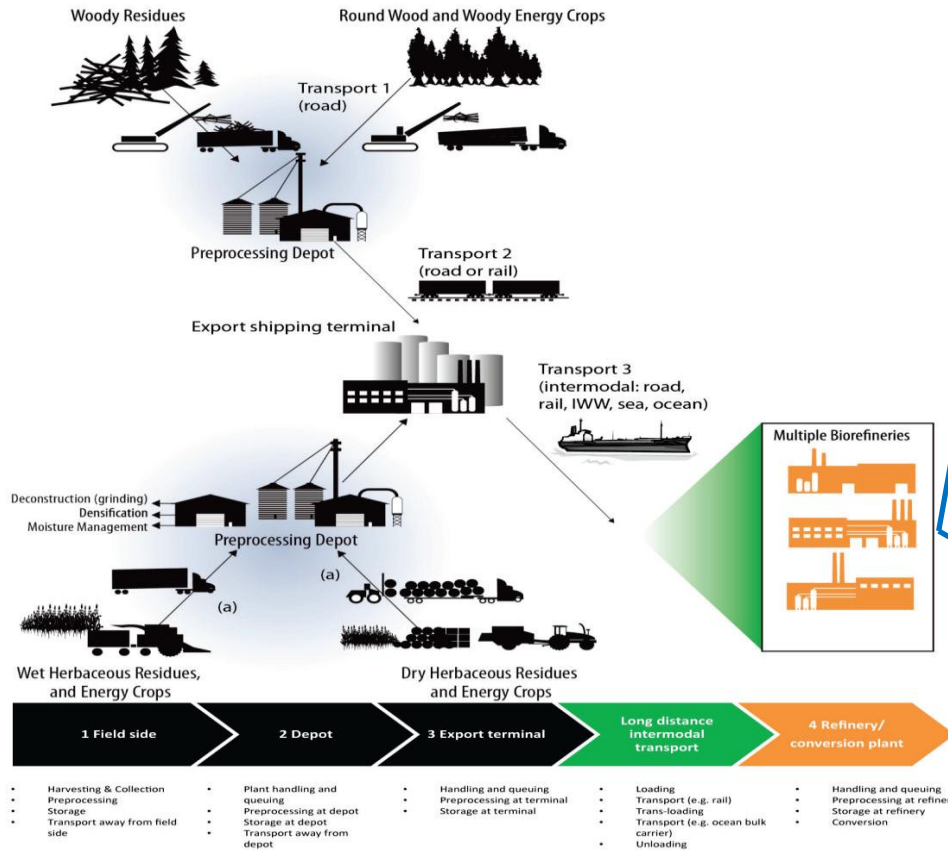 Woody Residues
Round Wood and Woody Energy Crops
Transport 1
(road)
Preprocessing Depot
Transport 2
(road or rail)
Export shipping terminal
Transport 3
(intermodal: road,
rail, IWW, sea, ocean)
Multiple Biorefineries
Deconstruction (grinding)
Densification
Moisture Management
Preprocessing Depot
(a)
(a)
Wet Herbaceous Residues,
and Energy Crops
Dry Herbaceous Residues
and Energy Crops
1 Field side
2 Depot
3 Export terminal
Long distance
intermodal
transport
4 Refinery/
conversion plant
• Harvesting & Collection
• Preprocessing
• Storage
• Transport away from field
side
• Plant handling and
queuing
• Preprocessing at depot
• Storage at depot
• Transport away from
depot
• Handling and queuing
• Preprocessing at terminal
• Storage at terminal
• Loading
• Transport (e.g. rail)
• Trans-loading
• Transport (e.g. ocean bulk
carrier)
• Unloading
• Handling and queuing
• Preprocessing at refine
• Storage at refinery
• Conversion